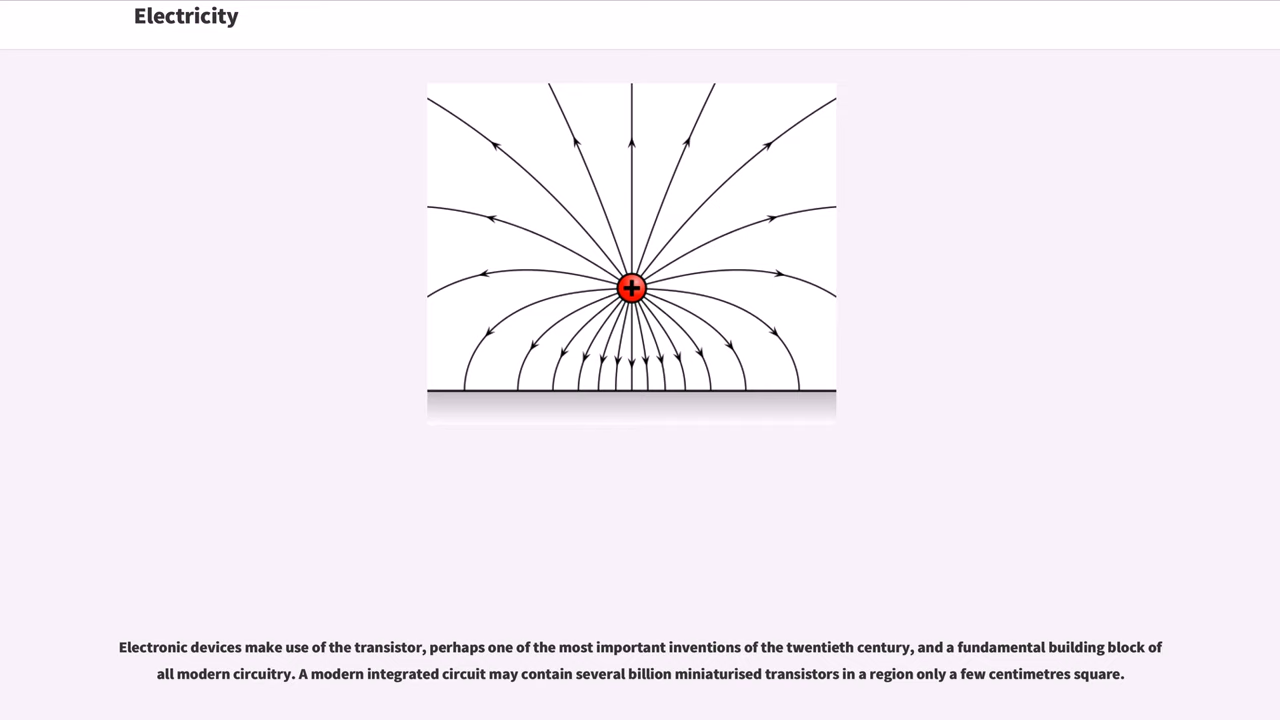 Electricity
+
Electronic devices make use of the transistor, perhaps one of the most important inventions of the twentieth century, and a fundamental building block of
all modern circuitry. A modern integrated circuit may contain several billion miniaturised transistors in a region only a few centimetres square.